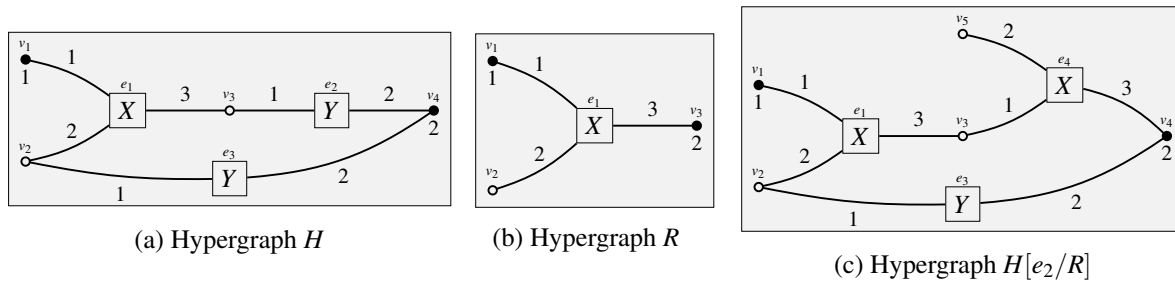 v₁
1
1
e₁
X
3
v₃
1
e₂
Y
2
v₄
2
2
v₂
e₃
Y
1
2
(a) Hypergraph H
v₁
1
1
e₁
X
3
v₃
2
2
v₂
(b) Hypergraph R
v₅
2
e₄
X
3
v₁
1
1
e₁
X
3
v₃
1
v₄
2
2
v₂
e₃
Y
1
2
(c) Hypergraph H[e₂/R]